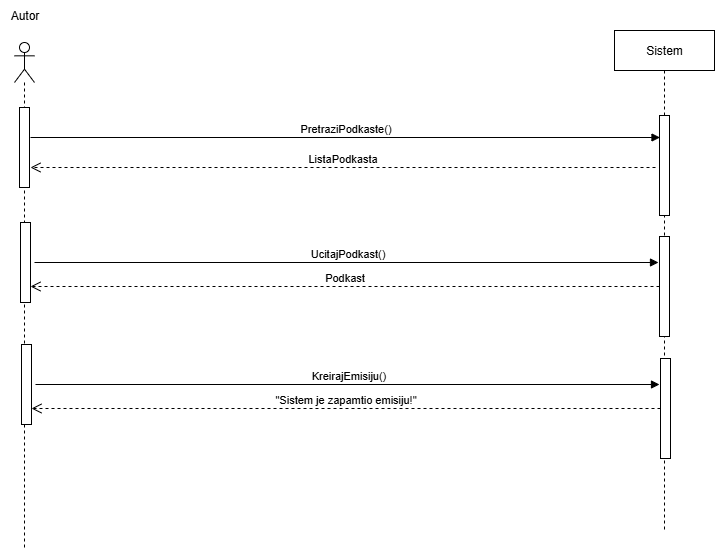 Autor
Sistem
PretraziPodkaste()
ListaPodkasta
UcitajPodkast()
Podkast
KreirajEmisiju()
"Sistem je zapamtio emisiju!"